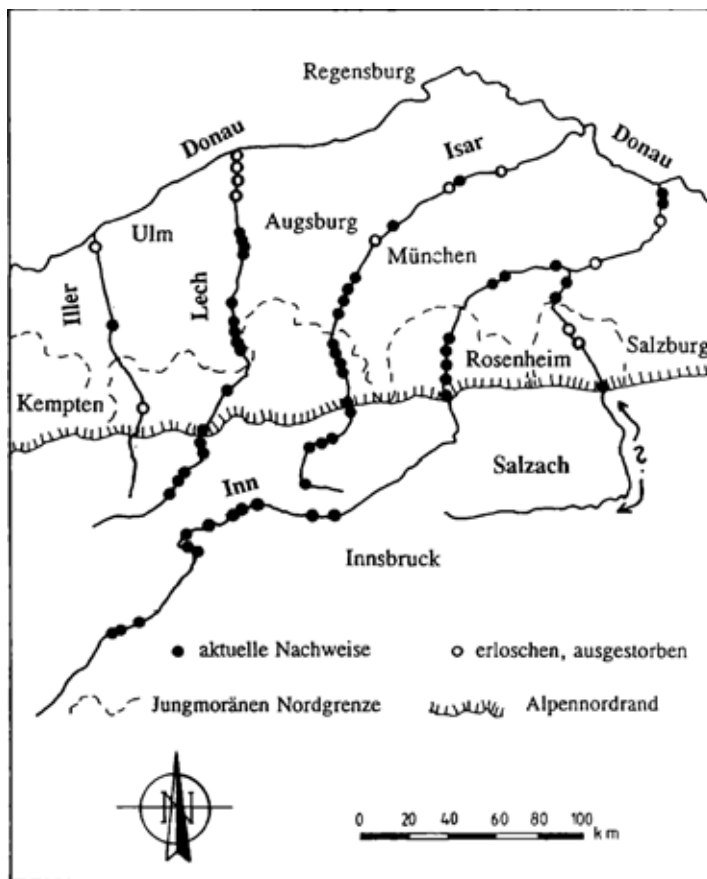 Regensburg
Donau
Isar
Donau
Ulm
Augsburg
München
Iller
Lech
Rosenheim
Salzburg
Kempten
Salzach
?
Inn
Innsbruck
aktuelle Nachweise
erloschen, ausgestorben
Jungmoränen Nordgrenze
Alpennordrand
N
0 20 40 60 80 100
km